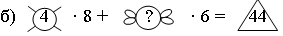 б) 4 · 8 + ? · 6 = 44